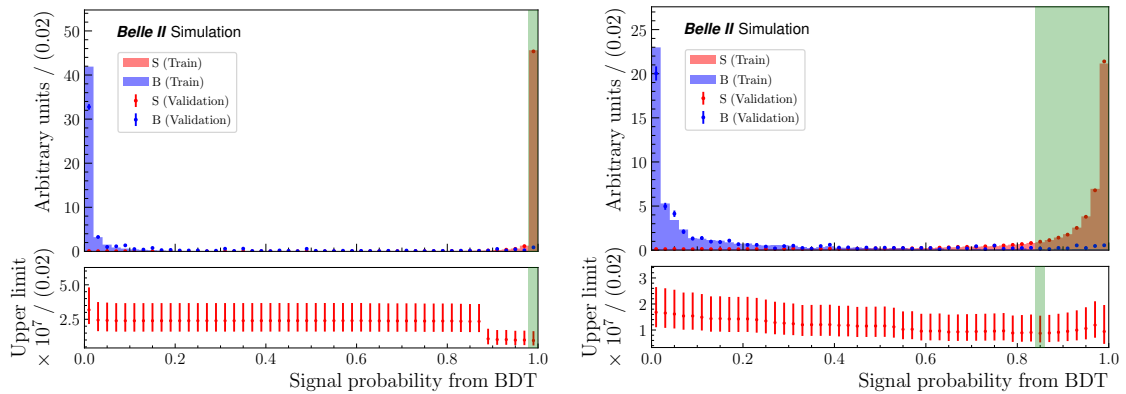 Belle II Simulation
S (Train)
B (Train)
S (Validation)
B (Validation)
Arbitrary units / (0.02)
50
40
30
20
10
0
Upper limit
× 10⁷ / (0.02)
5.0
2.5
0.0 0.2 0.4 0.6 0.8 1.0
Signal probability from BDT
Belle II Simulation
S (Train)
B (Train)
S (Validation)
B (Validation)
Arbitrary units / (0.02)
25
20
15
10
5
0
Upper limit
× 10⁷ / (0.02)
3
2
1
0.0 0.2 0.4 0.6 0.8 1.0
Signal probability from BDT